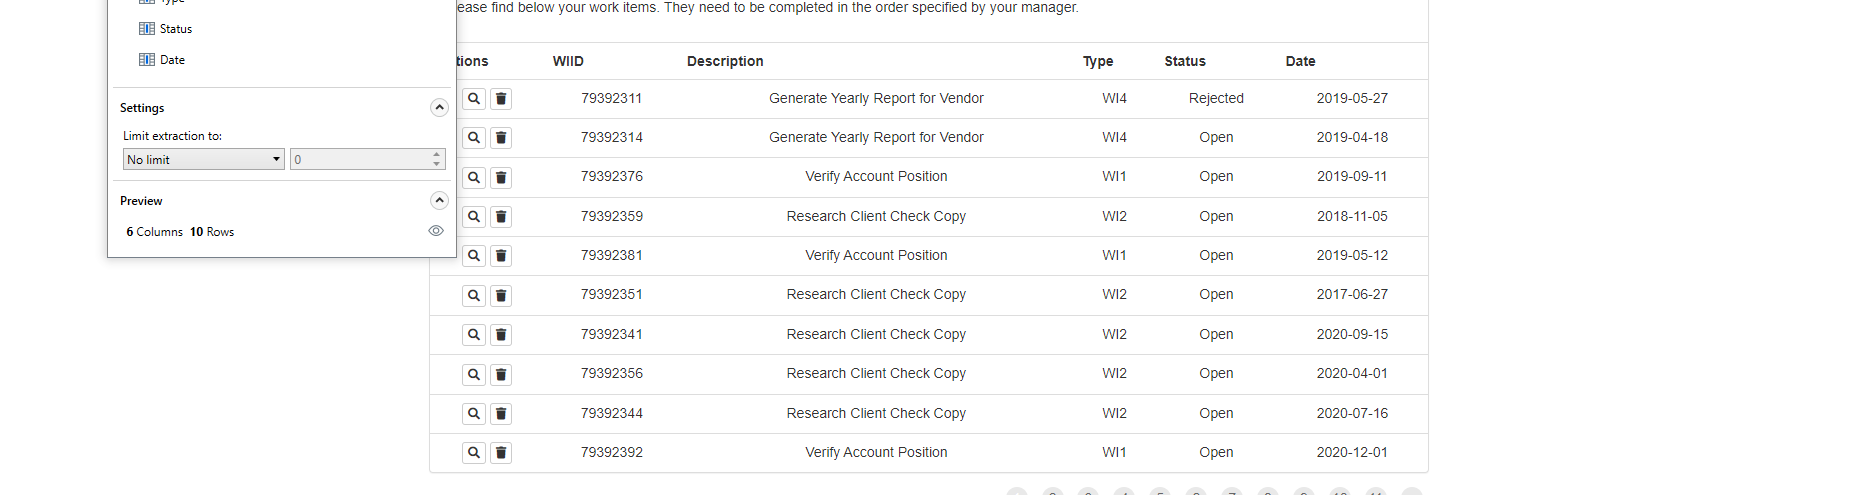 Type
Status
Date
Settings
Limit extraction to:
No limit 0
Preview
6 Columns 10 Rows
ease find below your work items. They need to be completed in the order specified by your manager.
tions WIID Description Type Status Date
79392311 Generate Yearly Report for Vendor WI4 Rejected 2019-05-27
79392314 Generate Yearly Report for Vendor WI4 Open 2019-04-18
79392376 Verify Account Position WI1 Open 2019-09-11
79392359 Research Client Check Copy WI2 Open 2018-11-05
79392381 Verify Account Position WI1 Open 2019-05-12
79392351 Research Client Check Copy WI2 Open 2017-06-27
79392341 Research Client Check Copy WI2 Open 2020-09-15
79392356 Research Client Check Copy WI2 Open 2020-04-01
79392344 Research Client Check Copy WI2 Open 2020-07-16
79392392 Verify Account Position WI1 Open 2020-12-01